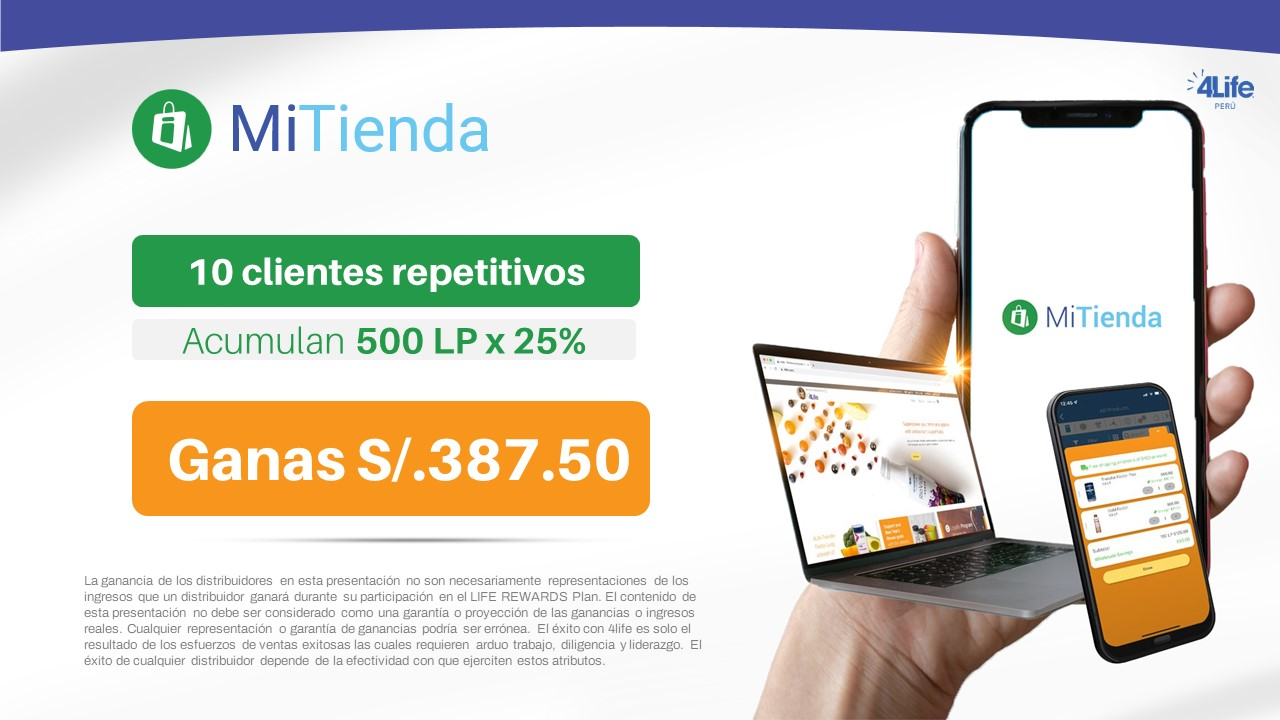 4Life
PERÚ
MiTienda
10 clientes repetitivos
Acumulan 500 LP x 25%
Ganas S/.387.50
La ganancia de los distribuidores en esta presentación no son necesariamente representaciones de los
ingresos que un distribuidor ganará durante su participación en el LIFE REWARDS Plan. El contenido de
esta presentación no debe ser considerado como una garantía o proyección de las ganancias o ingresos
reales. Cualquier representación o garantía de ganancias podría ser errónea. El éxito con 4life es solo el
resultado de los esfuerzos de ventas exitosas las cuales requieren arduo trabajo, diligencia y liderazgo. El
éxito de cualquier distribuidor depende de la efectividad con que ejerciten estos atributos.
MiTienda
4Life
12:45
Subtotal